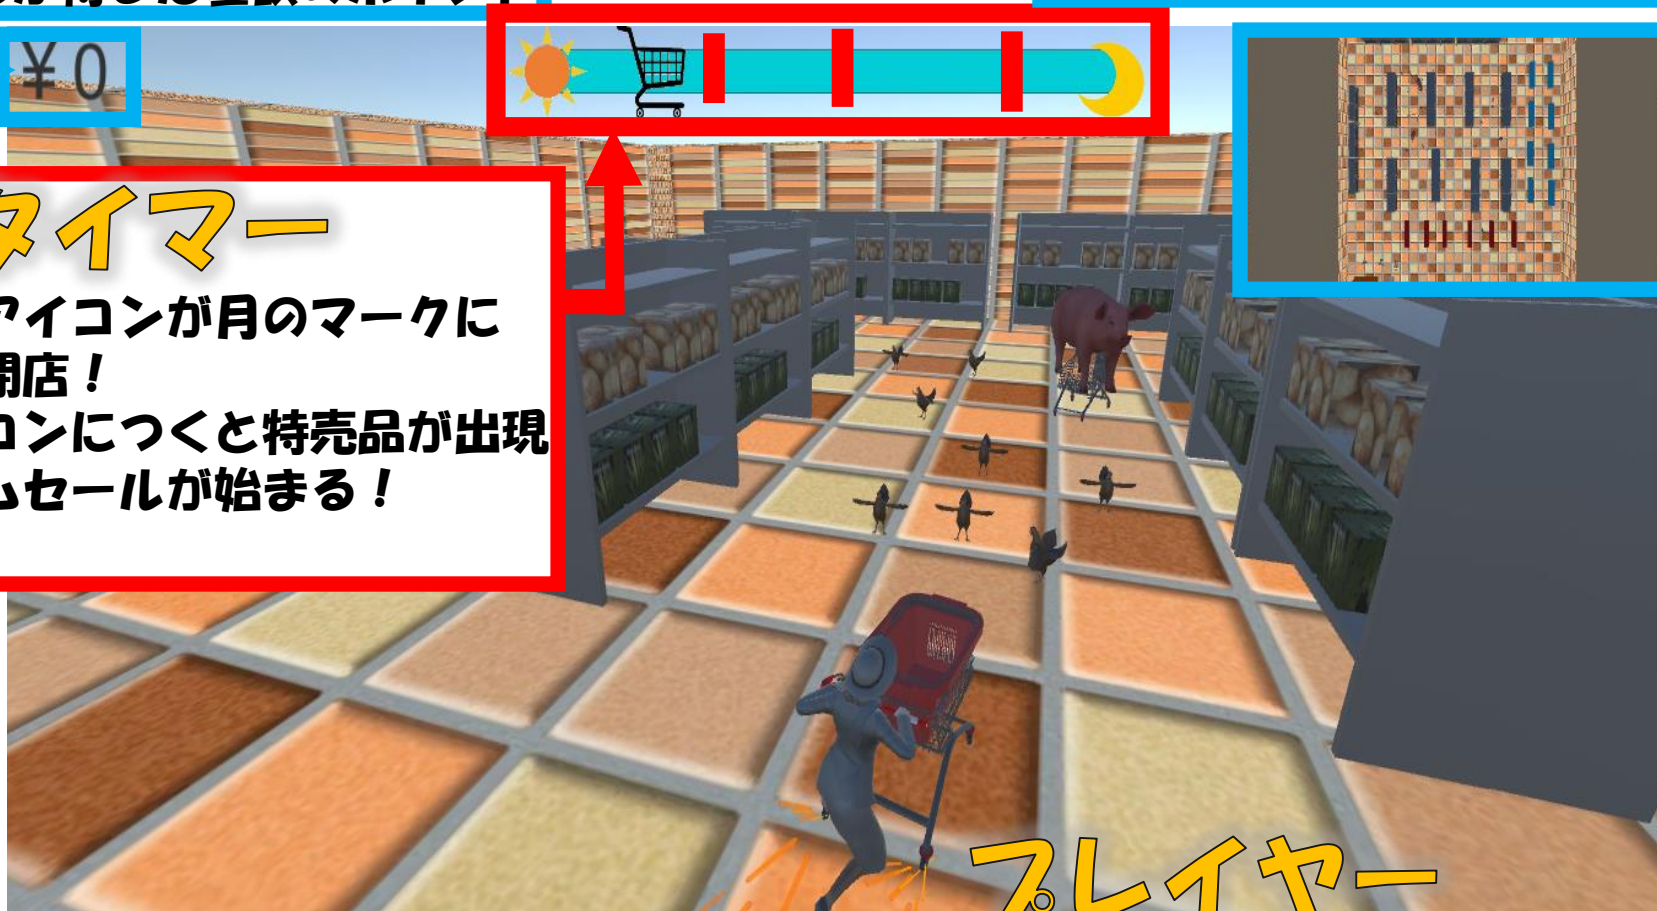 ¥0
タイマー
アイコンが月のマークに
閉店！
コンにつくと特売品が出現
ムセールが始まる！
プレイヤー